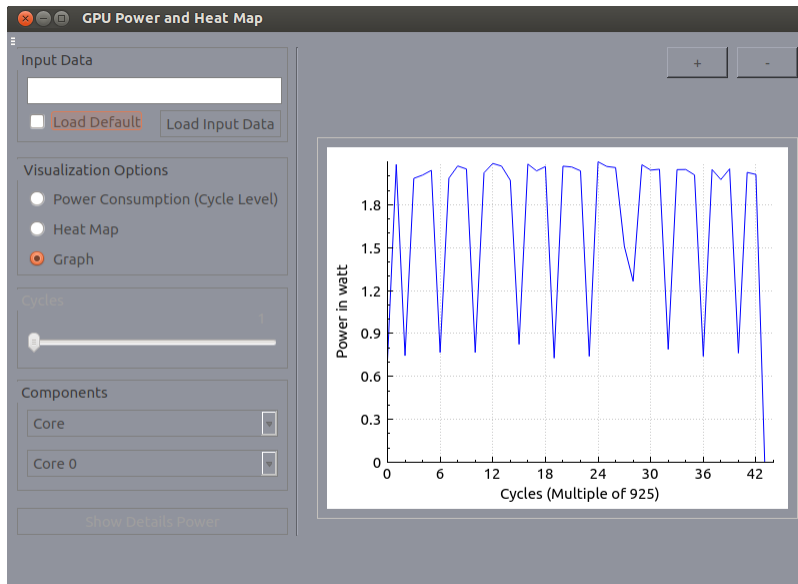 GPU Power and Heat Map
Input Data
Load Default
Load Input Data
Visualization Options
Power Consumption (Cycle Level)
Heat Map
Graph
Cycles
1
Components
Core
Core 0
Show Details Power
+
-
Power in watt
1.8
1.5
1.2
0.9
0.6
0.3
0
0 6 12 18 24 30 36 42
Cycles (Multiple of 925)